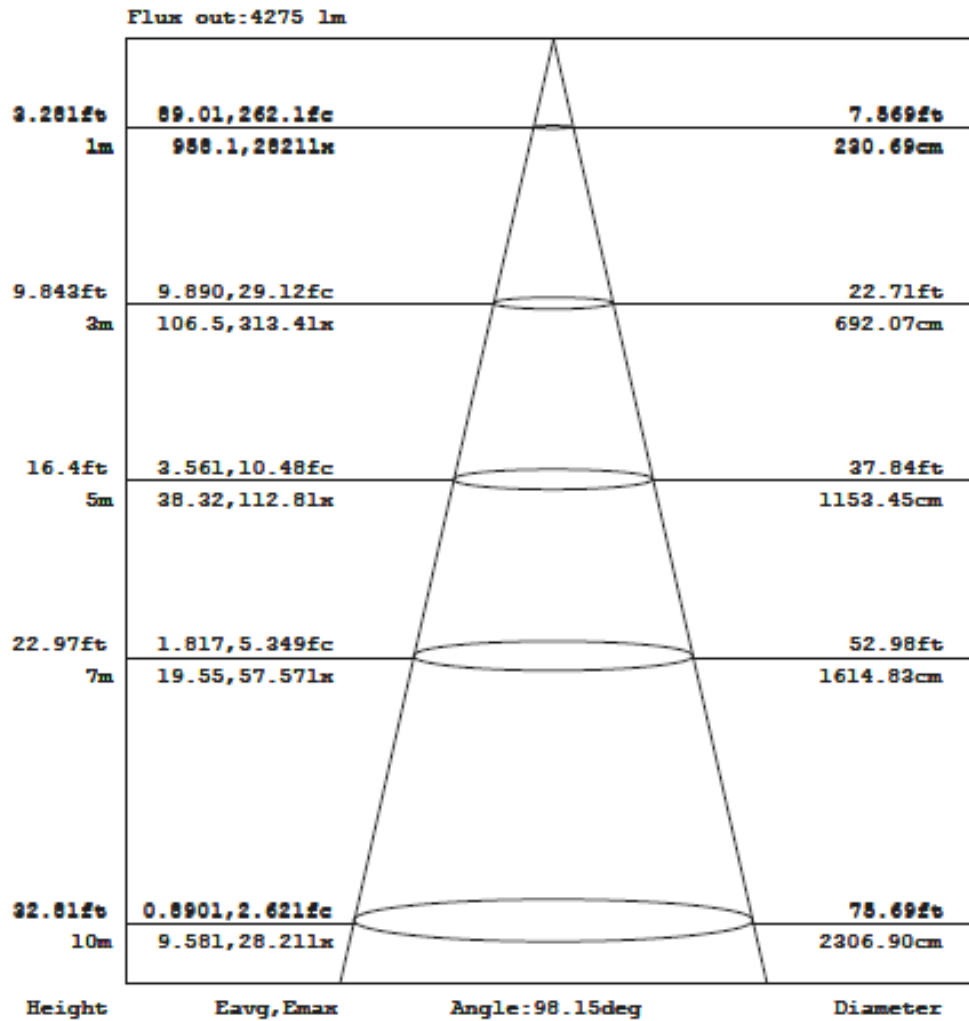 Flux out:4275 lm
3.281ft 89.01,262.1fc 7.569ft
1m 958.1,2821lx 230.69cm
9.843ft 9.890,29.12fc 22.71ft
3m 106.5,313.4lx 692.07cm
16.4ft 3.561,10.48fc 37.84ft
5m 38.32,112.8lx 1153.45cm
22.97ft 1.817,5.349fc 52.98ft
7m 19.55,57.57lx 1614.83cm
32.81ft 0.8901,2.621fc 75.69ft
10m 9.581,28.21lx 2306.90cm
Height Eavg,Emax Angle:98.15deg Diameter